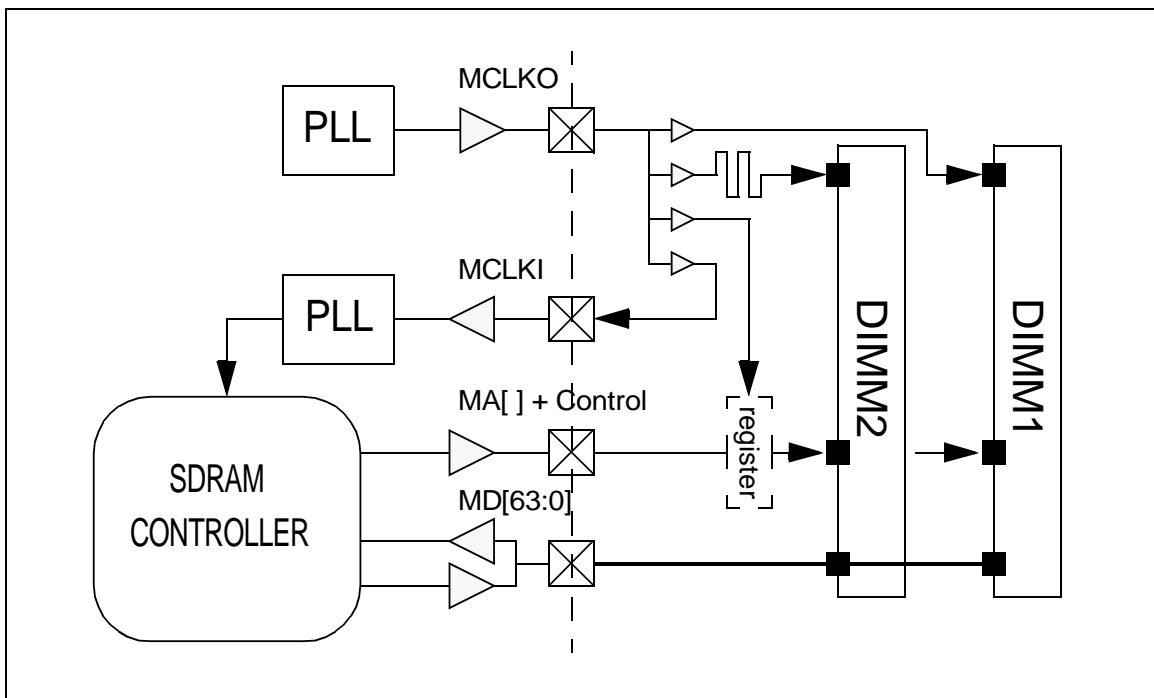 MCLKO
PLL
MCLKI
PLL
MA[ ] + Control
register
DIMM2
DIMM1
SDRAM
CONTROLLER
MD[63:0]